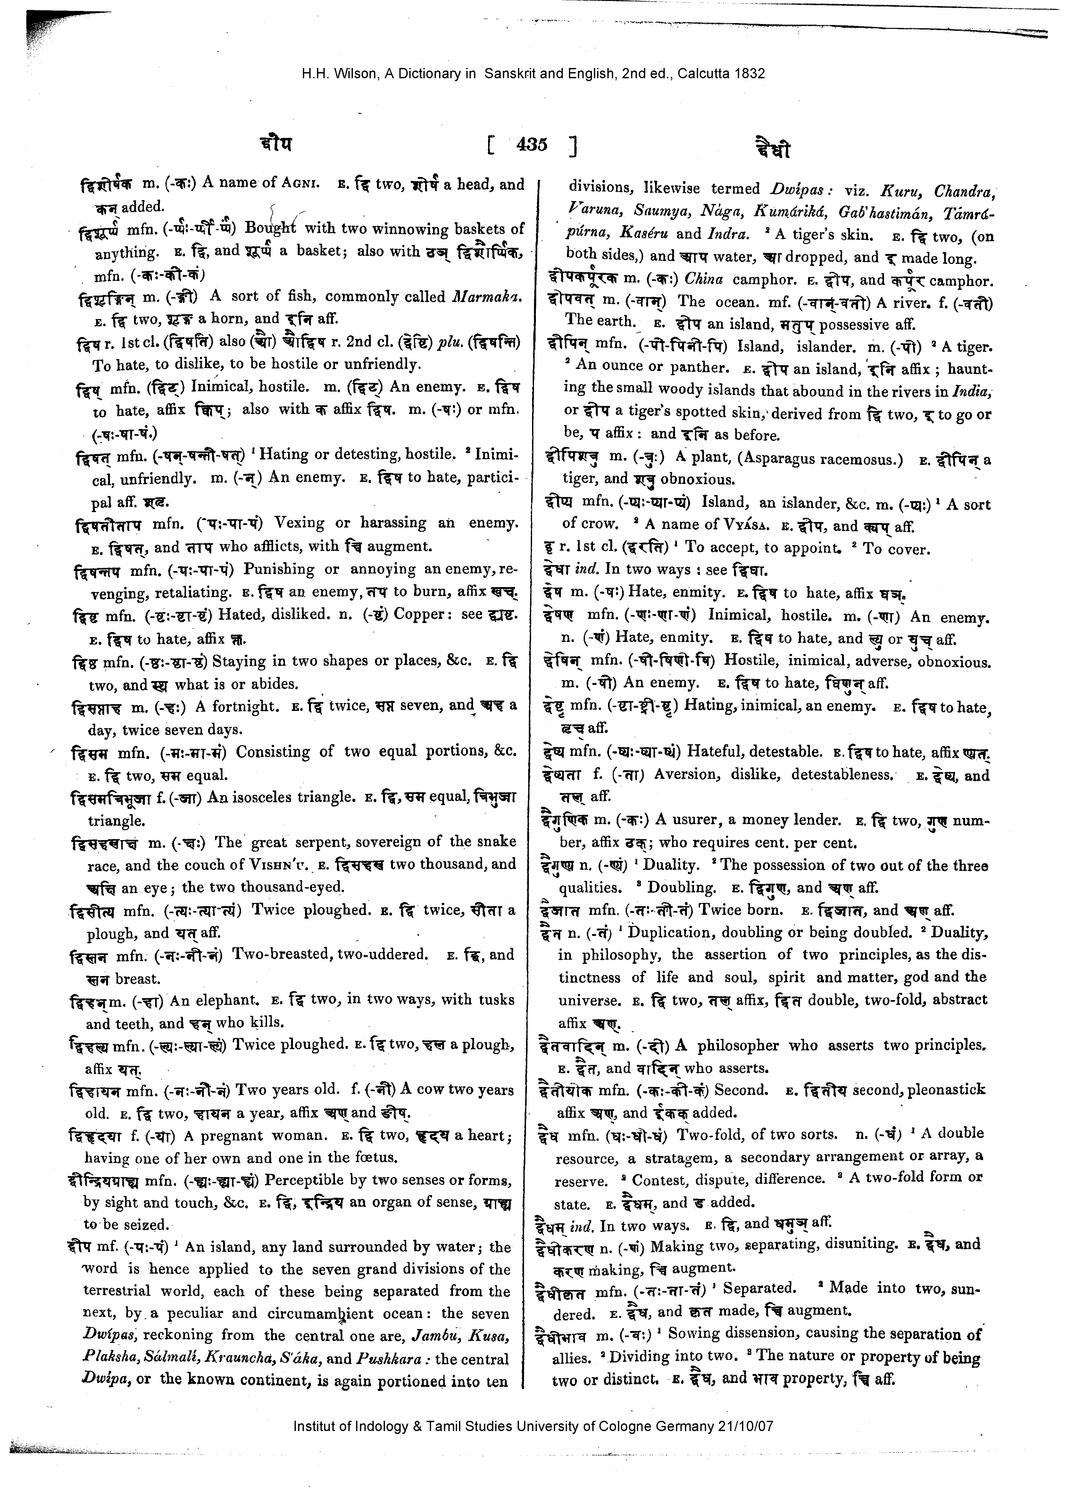 H.H. Wilson, A Dictionary in Sanskrit and English, 2nd ed., Calcutta 1832
द्वीप [ 435 ] द्वैधी
द्विशीर्षक m. (-कः) A name of AGNI. E. द्वि two, शीर्ष a head, and
कन् added.
द्विशूर्प mfn. (-र्पः-र्पी-र्पं) Bought with two winnowing baskets of
anything. E. द्वि, and शूर्प a basket; also with ठञ् द्विशौर्पिक,
mfn. (-कः-की-कं)
द्विशृङ्गिन् m. (-ङ्गी) A sort of fish, commonly called Marmaka.
E. द्वि two, शृङ्ग a horn, and इनि aff.
द्विष r. 1st cl. (द्विषति) also (औ) औद्विष r. 2nd cl. (द्वेष्टि) plu. (द्विषन्ति)
To hate, to dislike, to be hostile or unfriendly.
द्विष् mfn. (द्विट्) Inimical, hostile. m. (द्विट्) An enemy. E. द्विष
to hate, affix क्विप्; also with क affix द्विष. m. (-षः) or mfn.
(-षः-षा-षं.)
द्विषत् mfn. (-षन्-षन्ती-षत्) ¹ Hating or detesting, hostile. ² Inimi-
cal, unfriendly. m. (-न्) An enemy. E. द्विष to hate, partici-
pal aff. शतृ.
द्विषतीताप mfn. (-पः-पा-पं) Vexing or harassing an enemy.
E. द्विषत्, and ताप who afflicts, with च्वि augment.
द्विषन्तप mfn. (-पः-पा-पं) Punishing or annoying an enemy, re-
venging, retaliating. E. द्विष an enemy, तप to burn, affix खच्.
द्विष्ट mfn. (-ष्टः-ष्टा-ष्टं) Hated, disliked. n. (-ष्टं) Copper: see द्व्यष्ट.
E. द्विष to hate, affix क्त.
द्विष्ठ mfn. (-ष्ठः-ष्ठा-ष्ठं) Staying in two shapes or places, &c. E. द्वि
two, and स्थ what is or abides.
द्विसप्ताह m. (-हः) A fortnight. E. द्वि twice, सप्त seven, and अह a
day, twice seven days.
द्विसम mfn. (-मः-मा-मं) Consisting of two equal portions, &c.
E. द्वि two, सम equal.
द्विसमत्रिभुजा f. (-जा) An isosceles triangle. E. द्वि, सम equal, त्रिभुजा
triangle.
द्विसहस्राक्ष m. (-क्षः) The great serpent, sovereign of the snake
race, and the couch of VISHN'U. E. द्विसहस्र two thousand, and
अक्षि an eye; the two thousand-eyed.
द्विसीत्य mfn. (-त्यः-त्या-त्यं) Twice ploughed. E. द्वि twice, सीता a
plough, and यत् aff.
द्विस्तन mfn. (-नः-नी-नं) Two-breasted, two-uddered. E. द्वि, and
स्तन breast.
द्विहन् m. (-हा) An elephant. E. द्वि two, in two ways, with tusks
and teeth, and हन् who kills.
द्विहल्य mfn. (-ल्यः-ल्या-ल्यं) Twice ploughed. E. द्वि two, हल a plough,
affix यत्.
द्विहायन mfn. (-नः-नी-नं) Two years old. f. (-नी) A cow two years
old. E. द्वि two, हायन a year, affix अण् and ङीष्.
द्विहृदया f. (-या) A pregnant woman. E. द्वि two, हृदय a heart;
having one of her own and one in the fœtus.
द्वीन्द्रियग्राह्य mfn. (-ह्यः-ह्या-ह्यं) Perceptible by two senses or forms,
by sight and touch, &c. E. द्वि, इन्द्रिय an organ of sense, ग्राह्य
to be seized.
द्वीप mf. (-पः-पं) ¹ An island, any land surrounded by water; the
word is hence applied to the seven grand divisions of the
terrestrial world, each of these being separated from the
next, by a peculiar and circumambient ocean: the seven
Dwípas, reckoning from the central one are, Jambu, Kusa,
Plaksha, Sálmali, Krauncha, S'áka, and Pushkara: the central
Dwípa, or the known continent, is again portioned into ten
divisions, likewise termed Dwípas: viz. Kuru, Chandra,
Varuna, Saumya, Nága, Kumáriká, Gab'hastimán, Támrá-
púrna, Kaséru and Indra. ² A tiger's skin. E. द्वि two, (on
both sides,) and आप water, अ dropped, and इ made long.
द्वीपकर्पूरक m. (-कः) China camphor. E. द्वीप, and कर्पूर camphor.
द्वीपवत् m. (-वान्) The ocean. mf. (-वान्-वती) A river. f. (-वती)
The earth. E. द्वीप an island, मतुप् possessive aff.
द्वीपिन् mfn. (-पी-पिनी-पि) Island, islander. m. (-पी) ² A tiger.
² An ounce or panther. E. द्वीप an island, इनि affix; haunt-
ing the small woody islands that abound in the rivers in India,
or द्वीप a tiger's spotted skin, derived from द्वि two, इ to go or
be, प affix: and इनि as before.
द्वीपिशत्रु m. (-त्रुः) A plant, (Asparagus racemosus.) E. द्वीपिन् a
tiger, and शत्रु obnoxious.
द्वीप्य mfn. (-प्यः-प्या-प्यं) Island, an islander, &c. m. (-प्यः) ¹ A sort
of crow. ² A name of VYÁSA. E. द्वीप, and क्यप् aff.
द्वृ r. 1st cl. (द्वरति) ¹ To accept, to appoint. ² To cover.
द्वेधा ind. In two ways: see द्विधा.
द्वेष m. (-षः) Hate, enmity. E. द्विष to hate, affix घञ्.
द्वेषण mfn. (-णः-णा-णं) Inimical, hostile. m. (-णः) An enemy.
n. (-णं) Hate, enmity. E. द्विष to hate, and ल्यु or युच् aff.
द्वेषिन् mfn. (-षी-षिणी-षि) Hostile, inimical, adverse, obnoxious.
m. (-षी) An enemy. E. द्विष to hate, घिणुन् aff.
द्वेष्टृ mfn. (-ष्टा-ष्ट्री-ष्टृ) Hating, inimical, an enemy. E. द्विष to hate,
तृच् aff.
द्वेष्य mfn. (-ष्यः-ष्या-ष्यं) Hateful, detestable. E. द्विष to hate, affix ण्यत्.
द्वेष्यता f. (-ता) Aversion, dislike, detestableness. E. द्वेष्य, and
तल् aff.
द्वैगुणिक m. (-कः) A usurer, a money lender. E. द्वि two, गुण num-
ber, affix ठक्; who requires cent. per cent.
द्वैगुण्य n. (-ण्यं) ¹ Duality. ² The possession of two out of the three
qualities. ³ Doubling. E. द्विगुण, and ष्यण् aff.
द्वैजात mfn. (-तः-ती-तं) Twice born. E. द्विजात, and अण् aff.
द्वैत n. (-तं) ¹ Duplication, doubling or being doubled. ² Duality,
in philosophy, the assertion of two principles, as the dis-
tinctness of life and soul, spirit and matter, god and the
universe. E. द्वि two, तल् affix, द्वित double, two-fold, abstract
affix अण्.
द्वैतवादिन् m. (-दी) A philosopher who asserts two principles.
E. द्वैत, and वादिन् who asserts.
द्वैतीयीक mfn. (-कः-की-कं) Second. E. द्वितीय second, pleonastick
affix अण्, and ईकक् added.
द्वैध mfn. (धः-धी-धं) Two-fold, of two sorts. n. (-धं) ¹ A double
resource, a stratagem, a secondary arrangement or array, a
reserve. ² Contest, dispute, difference. ³ A two-fold form or
state. E. द्वैधम्, and ड added.
द्वैधम् ind. In two ways. E. द्वि, and धमुञ् aff.
द्वैधीकरण n. (-णं) Making two, separating, disuniting. E. द्वैध, and
करण making, च्वि augment.
द्वैधीकृत mfn. (-तः-ता-तं) ¹ Separated. ² Made into two, sun-
dered. E. द्वैध, and कृत made, च्वि augment.
द्वैधीभाव m. (-वः) ¹ Sowing dissension, causing the separation of
allies. ² Dividing into two. ³ The nature or property of being
two or distinct. E. द्वैध, and भाव property, च्वि aff.
Institut of Indology & Tamil Studies University of Cologne Germany 21/10/07